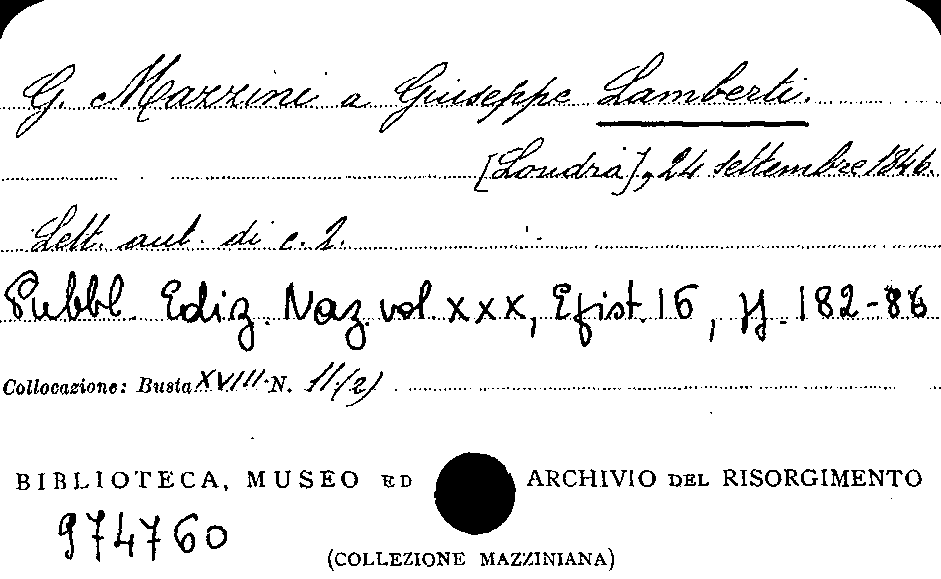 G. Mazzini a Giuseppe Lamberti.
[Londra], 24 settembre 1846.
Lett. aut. di c. 2.
Pubbl. Ediz. Naz. vol. XXX, Epist. 16, pp. 182-86
Collocazione: Busta XVIII N. 11(2)
BIBLIOTECA, MUSEO ED ARCHIVIO DEL RISORGIMENTO
974760
(COLLEZIONE MAZZINIANA)